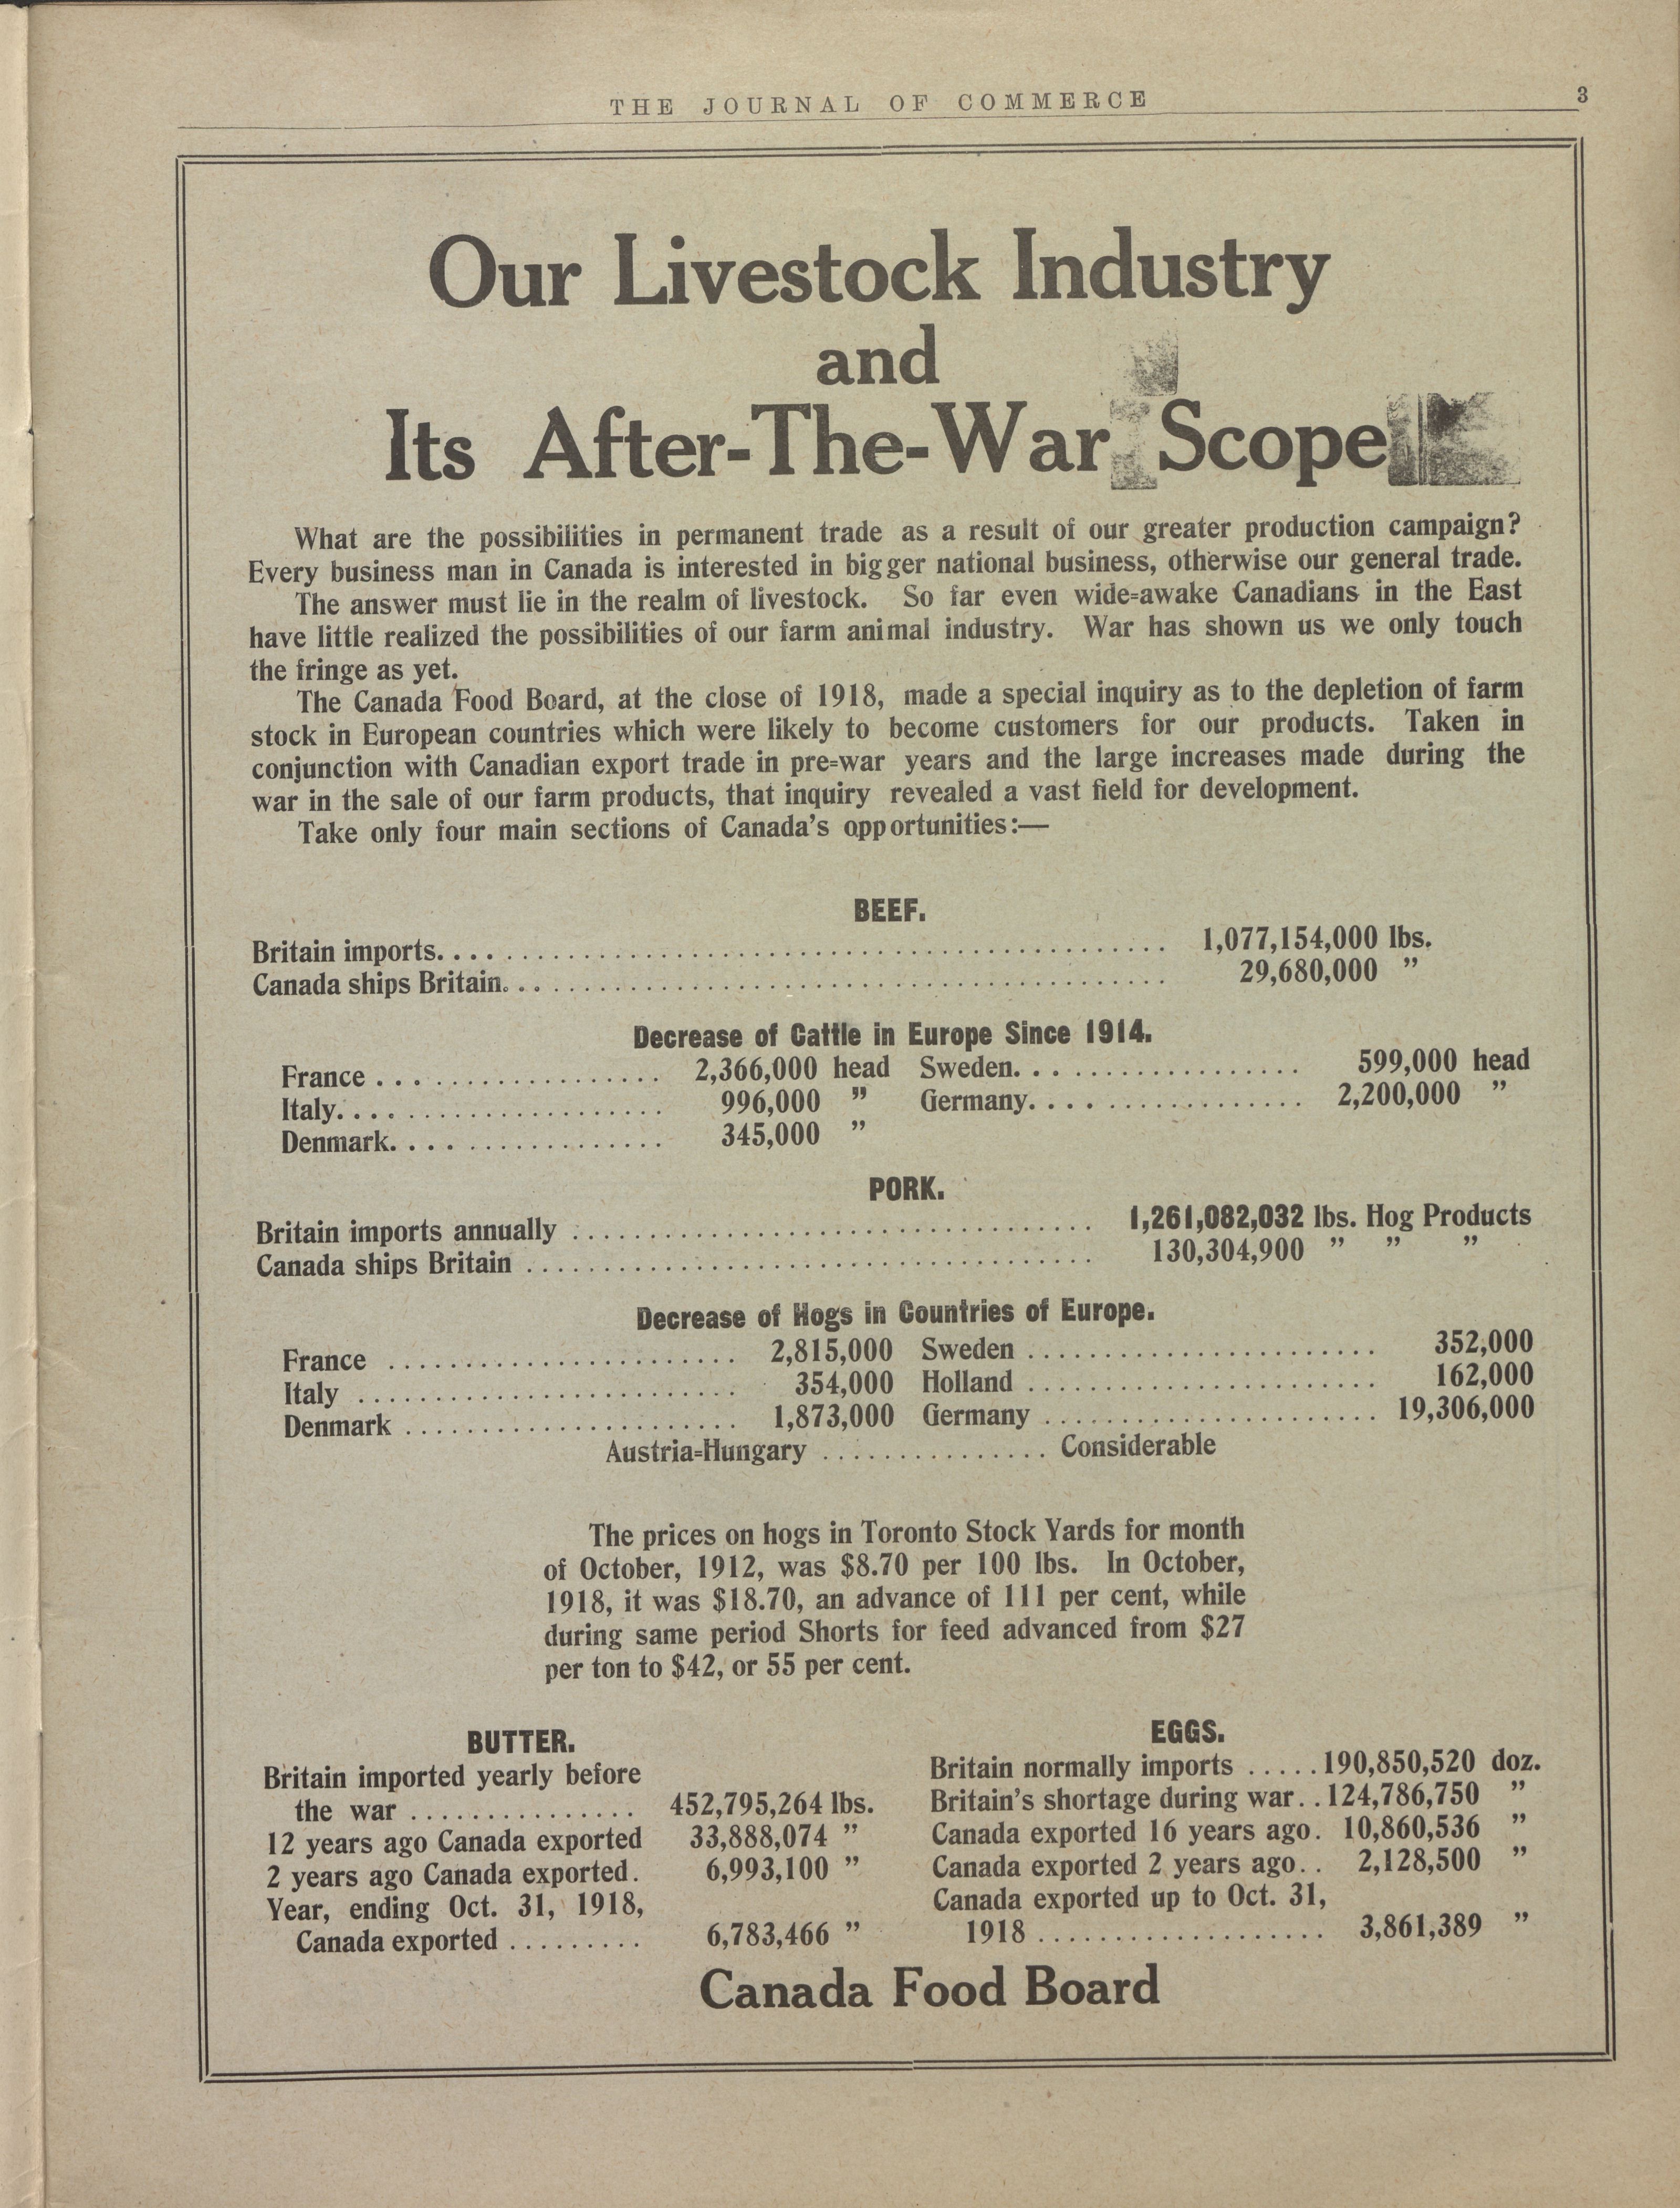 THE JOURNAL OF COMMERCE 3
Our Livestock Industry
and
Its After-The-War Scope
What are the possibilities in permanent trade as a result of our greater production campaign?
Every business man in Canada is interested in bigger national business, otherwise our general trade.
The answer must lie in the realm of livestock. So far even wide-awake Canadians in the East
have little realized the possibilities of our farm animal industry. War has shown us we only touch
the fringe as yet.
The Canada Food Board, at the close of 1918, made a special inquiry as to the depletion of farm
stock in European countries which were likely to become customers for our products. Taken in
conjunction with Canadian export trade in pre-war years and the large increases made during the
war in the sale of our farm products, that inquiry revealed a vast field for development.
Take only four main sections of Canada's opportunities:—
BEEF.
Britain imports.... 1,077,154,000 lbs.
Canada ships Britain... 29,680,000 "
Decrease of Cattle in Europe Since 1914.
France ... 2,366,000 head Sweden... 599,000 head
Italy.... 996,000 " Germany.... 2,200,000 "
Denmark.... 345,000 "
PORK.
Britain imports annually .... 1,261,082,032 lbs. Hog Products
Canada ships Britain .... 130,304,900 " " "
Decrease of Hogs in Countries of Europe.
France .... 2,815,000 Sweden .... 352,000
Italy .... 354,000 Holland .... 162,000
Denmark .... 1,873,000 Germany .... 19,306,000
Austria-Hungary .... Considerable
The prices on hogs in Toronto Stock Yards for month
of October, 1912, was $8.70 per 100 lbs. In October,
1918, it was $18.70, an advance of 111 per cent, while
during same period Shorts for feed advanced from $27
per ton to $42, or 55 per cent.
BUTTER.
Britain imported yearly before
the war .... 452,795,264 lbs.
12 years ago Canada exported 33,888,074 "
2 years ago Canada exported. 6,993,100 "
Year, ending Oct. 31, 1918,
Canada exported .... 6,783,466 "
EGGS.
Britain normally imports ..... 190,850,520 doz.
Britain's shortage during war.. 124,786,750 "
Canada exported 16 years ago. 10,860,536 "
Canada exported 2 years ago.. 2,128,500 "
Canada exported up to Oct. 31,
1918 .... 3,861,389 "
Canada Food Board